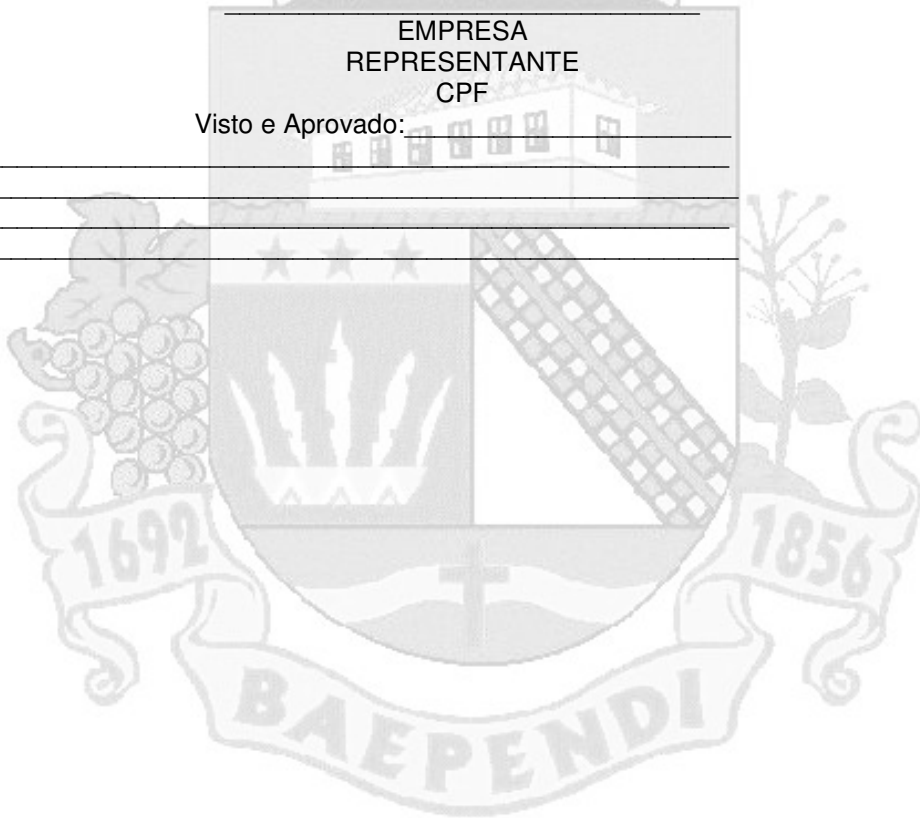 EMPRESA
REPRESENTANTE
CPF
Visto e Aprovado:
1692
1856
BAEPENDI